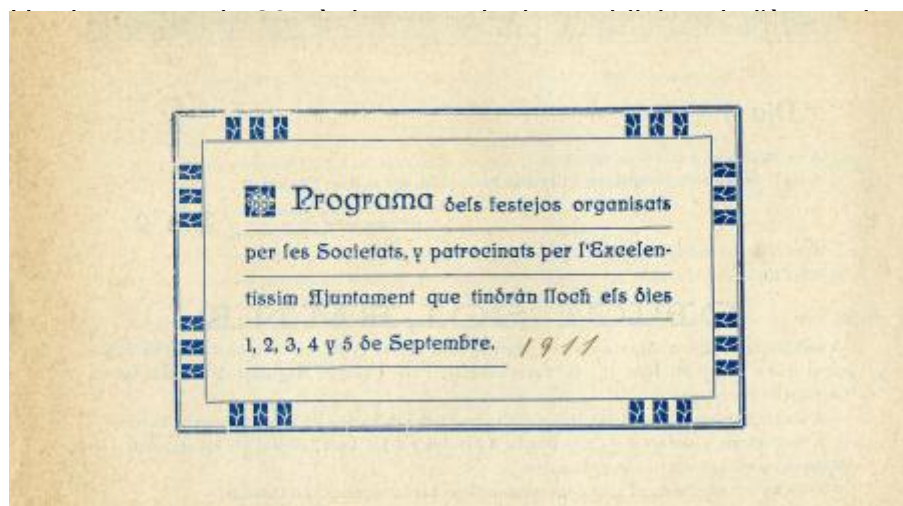 Programa dels festejos organisats
per les Societats, y patrocinats per l'Excelen-
tissim Ajuntament que tindrán lloch els dies
1, 2, 3, 4 y 5 de Septembre. 1911